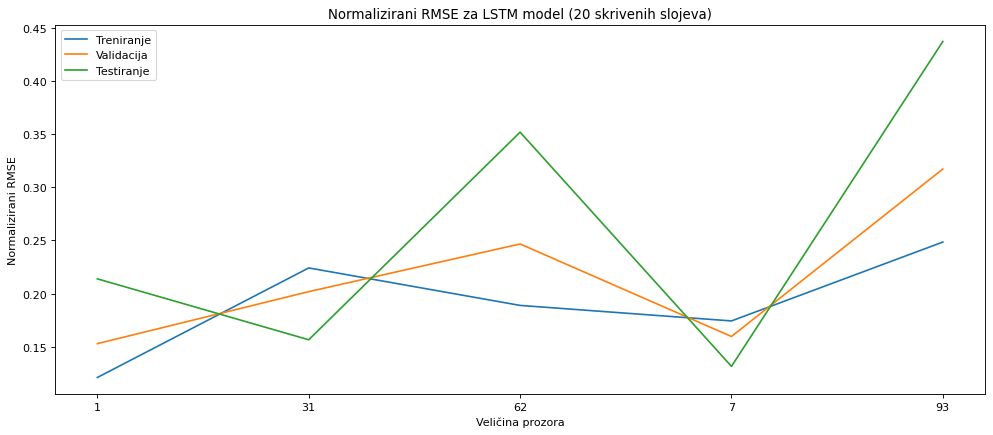 Normalizirani RMSE za LSTM model (20 skrivenih slojeva)
Treniranje
Validacija
Testiranje
0.45
0.40
0.35
0.30
0.25
0.20
0.15
Normalizirani RMSE
1
31
62
7
93
Veličina prozora